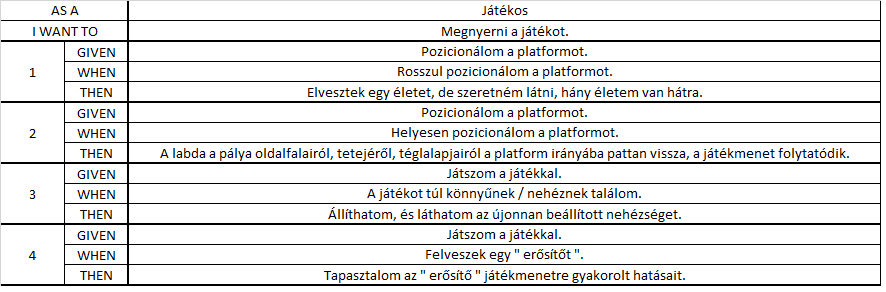 AS A Játékos
I WANT TO Megnyerni a játékot.
1 GIVEN Pozicionálom a platformot.
WHEN Rosszul pozicionálom a platformot.
THEN Elvesztek egy életet, de szeretném látni, hány életem van hátra.
2 GIVEN Pozicionálom a platformot.
WHEN Helyesen pozicionálom a platformot.
THEN A labda a pálya oldalfalairól, tetejéről, téglalapjairól a platform irányába pattan vissza, a játékmenet folytatódik.
3 GIVEN Játszom a játékkal.
WHEN A játékot túl könnyűnek / nehéznek találom.
THEN Állíthatom, és láthatom az újonnan beállított nehézséget.
4 GIVEN Játszom a játékkal.
WHEN Felveszek egy " erősítőt ".
THEN Tapasztalom az " erősítő " játékmenetre gyakorolt hatásait.